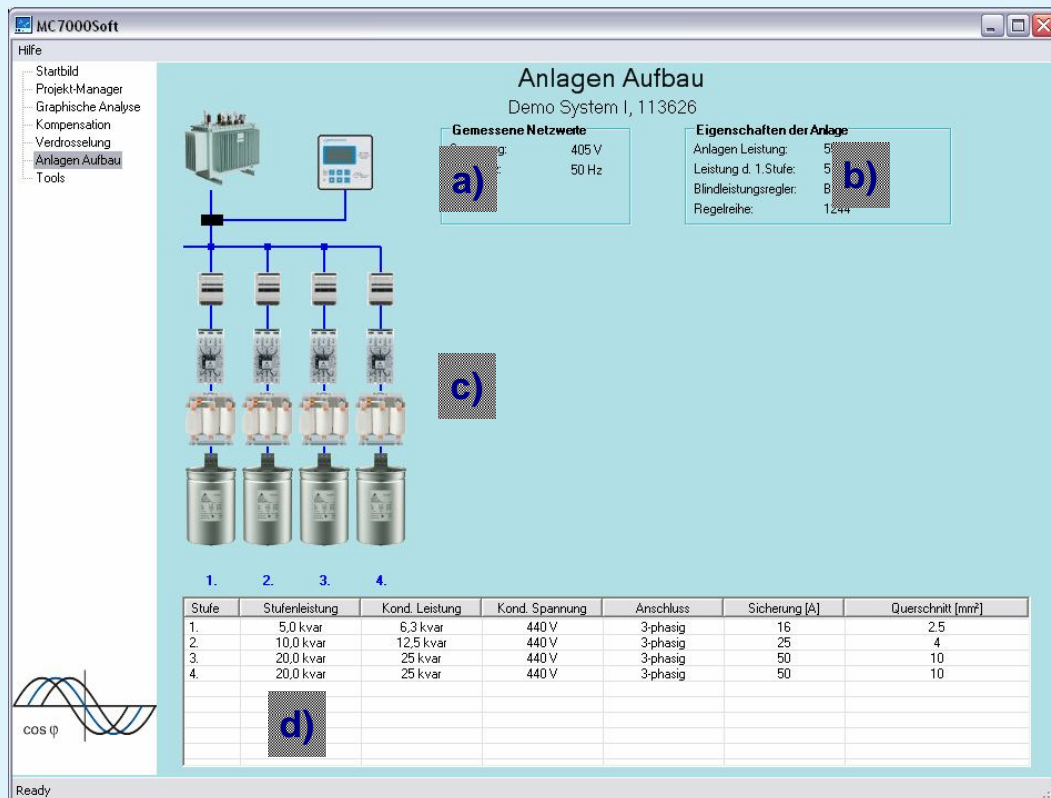 MC7000Soft
Hilfe
Startbild
Projekt-Manager
Graphische Analyse
Kompensation
Verdrosselung
Anlagen Aufbau
Tools
Anlagen Aufbau
Demo System I, 113626
Gemessene Netzwerte
405 V
50 Hz
a)
Eigenschaften der Anlage
Anlagen Leistung:
Leistung d. 1.Stufe:
Blindleistungsregler:
Regelreihe: 1244
b)
c)
1. 2. 3. 4.
Stufe Stufenleistung Kond. Leistung Kond. Spannung Anschluss Sicherung [A] Querschnitt [mm²]
1. 5,0 kvar 6,3 kvar 440 V 3-phasig 16 2.5
2. 10,0 kvar 12,5 kvar 440 V 3-phasig 25 4
3. 20,0 kvar 25 kvar 440 V 3-phasig 50 10
4. 20,0 kvar 25 kvar 440 V 3-phasig 50 10
d)
cos φ
Ready